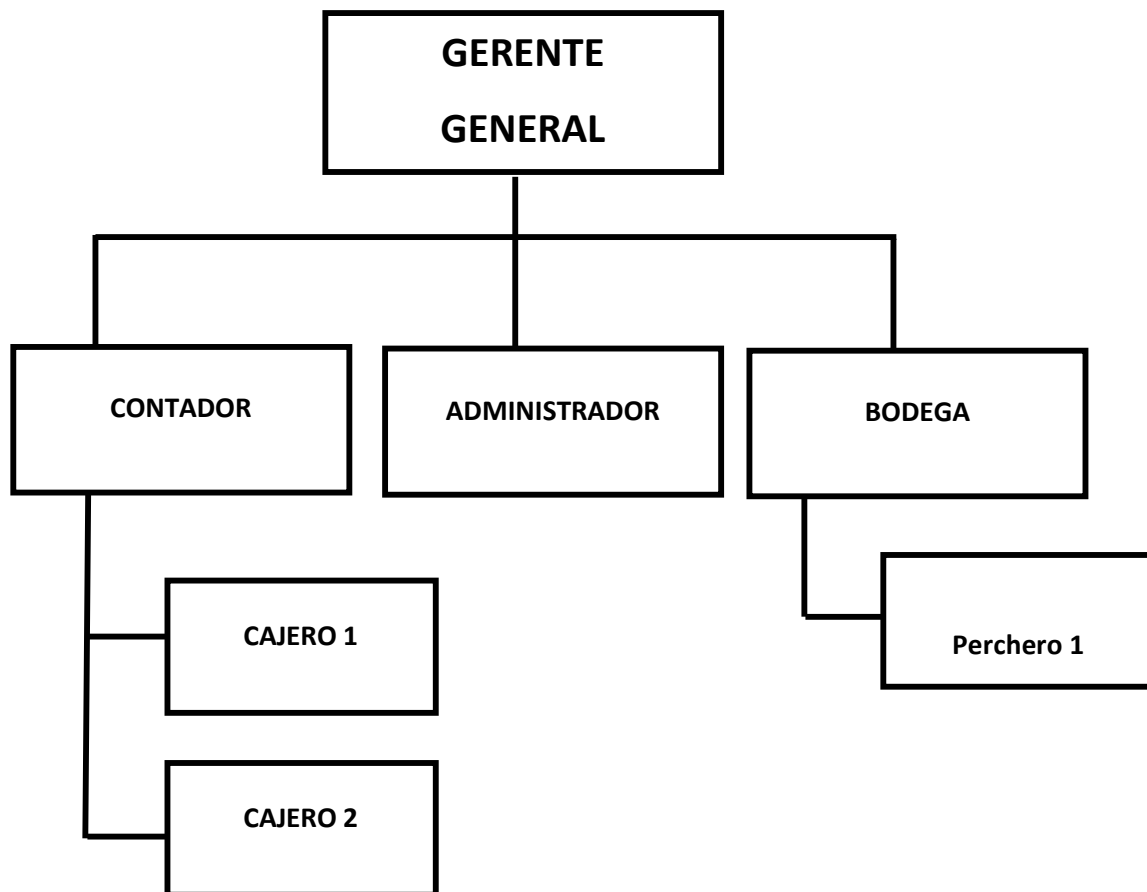 GERENTE
GENERAL
CONTADOR
ADMINISTRADOR
BODEGA
CAJERO 1
Perchero 1
CAJERO 2